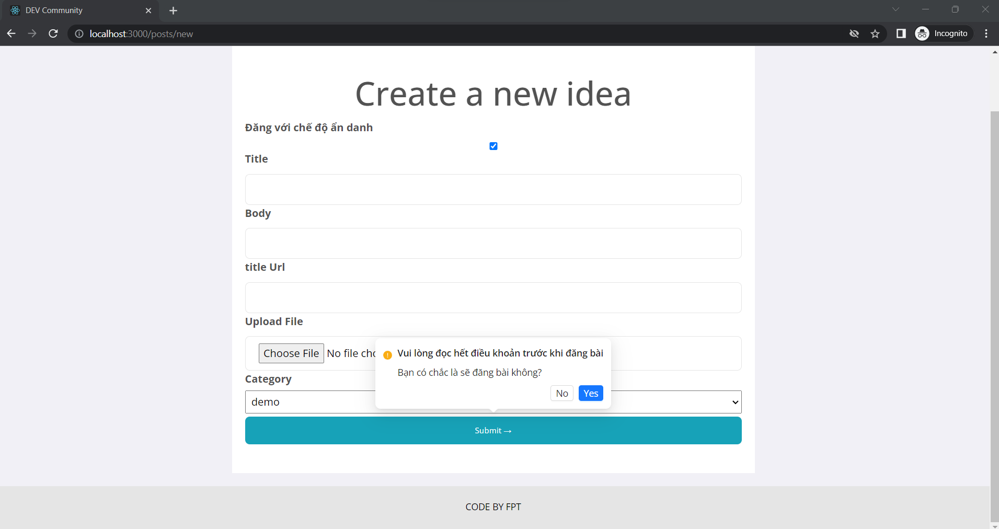 DEV Community
localhost:3000/posts/new
Incognito
Create a new idea
Đăng với chế độ ẩn danh
Title
Body
title Url
Upload File
Choose File No file cho
Vui lòng đọc hết điều khoản trước khi đăng bài
Bạn có chắc là sẽ đăng bài không?
No Yes
Category
demo
Submit →
CODE BY FPT